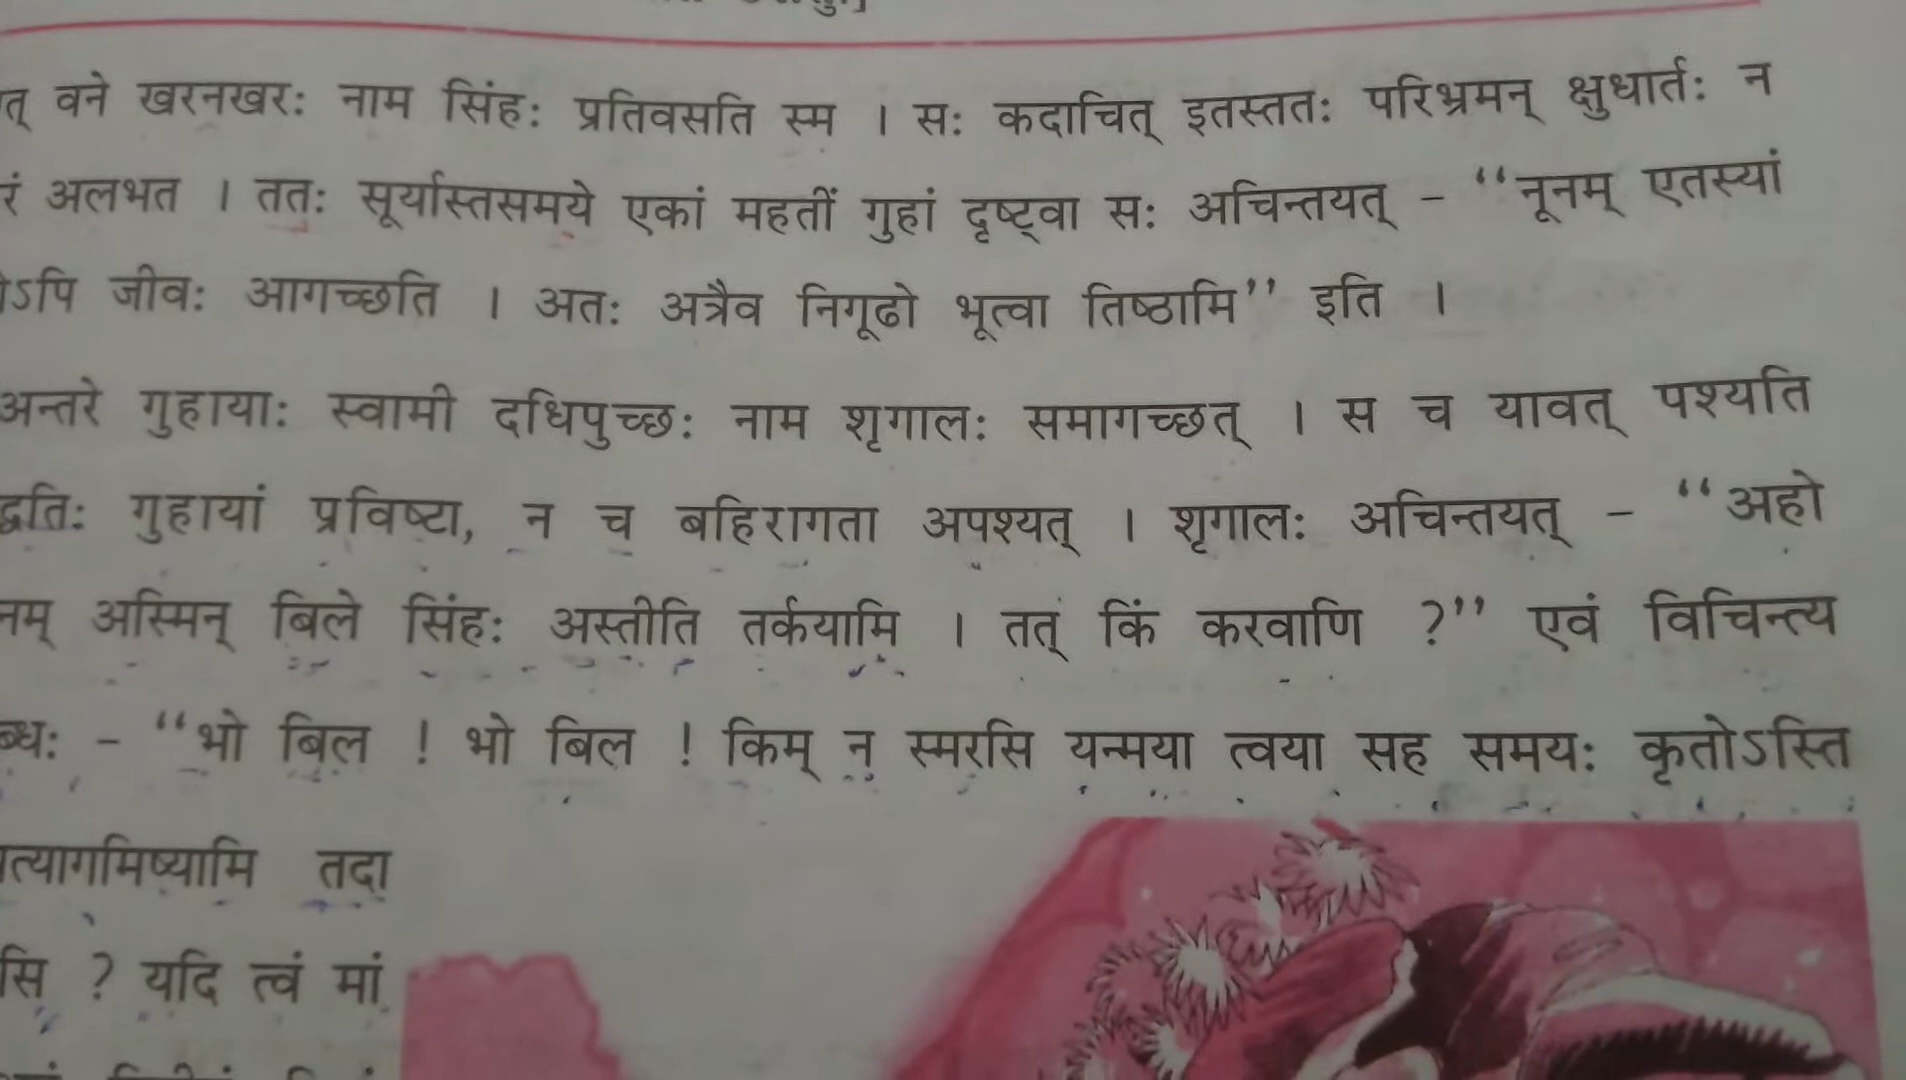 त् वने खरनखरः नाम सिंहः प्रतिवसति स्म । सः कदाचित् इतस्ततः परिभ्रमन् क्षुधार्तः न
रं अलभत । ततः सूर्यास्तसमये एकां महतीं गुहां दृष्ट्वा सः अचिन्तयत् – “नूनम् एतस्यां
ऽपि जीवः आगच्छति । अतः अत्रैव निगूढो भूत्वा तिष्ठामि” इति ।
अन्तरे गुहायाः स्वामी दधिपुच्छः नाम शृगालः समागच्छत् । स च यावत् पश्यति
द्धतिः गुहायां प्रविष्टा, न च बहिरागता अपश्यत् । शृगालः अचिन्तयत् – “अहो
नम् अस्मिन् बिले सिंहः अस्तीति तर्कयामि । तत् किं करवाणि ?” एवं विचिन्त्य
ब्धः – “भो बिल ! भो बिल ! किम् न स्मरसि यन्मया त्वया सह समयः कृतोऽस्ति
त्यागमिष्यामि तदा
सि ? यदि त्वं मां